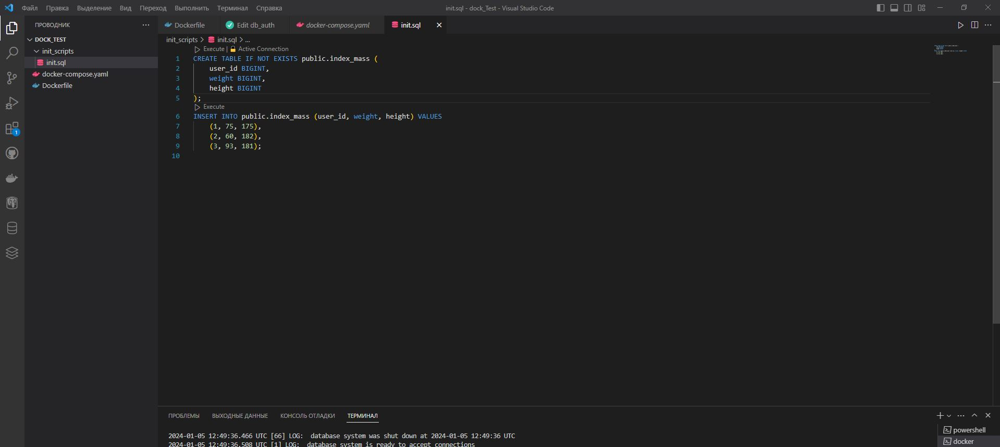 Файл Правка Выделение Вид Переход Выполнить Терминал Справка
init.sql - dock_Test - Visual Studio Code
ПРОВОДНИК
Dockerfile
Edit db_auth
docker-compose.yaml
init.sql
DOCK_TEST
init_scripts
init.sql
docker-compose.yaml
Dockerfile
1
init_scripts > init.sql > ...
Execute | Active Connection
1 CREATE TABLE IF NOT EXISTS public.index_mass (
2 user_id BIGINT,
3 weight BIGINT,
4 height BIGINT
5 );
Execute
6 INSERT INTO public.index_mass (user_id, weight, height) VALUES
7 (1, 75, 175),
8 (2, 60, 182),
9 (3, 93, 181);
10
ПРОБЛЕМЫ ВЫХОДНЫЕ ДАННЫЕ КОНСОЛЬ ОТЛАДКИ ТЕРМИНАЛ
2024-01-05 12:49:36.466 UTC [66] LOG:  database system was shut down at 2024-01-05 12:49:36 UTC
2024-01-05 12:49:36.508 UTC [1] LOG:  database system is ready to accept connections
powershell
docker